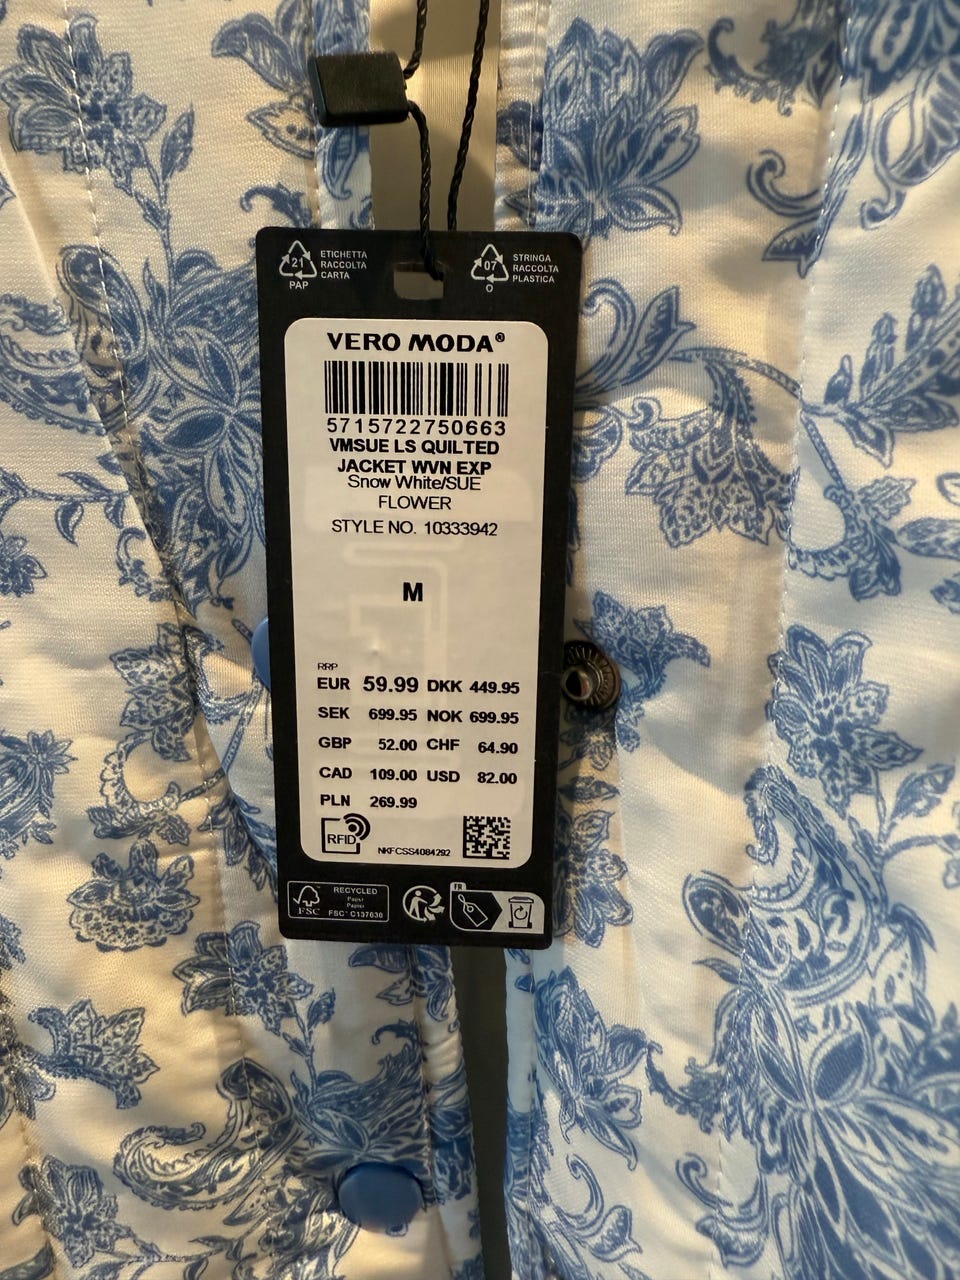 21
PAP
ETICHETTA
RACCOLTA
CARTA
07
O
STRINGA
RACCOLTA
PLASTICA
VERO MODA®
5715722750663
VMSUE LS QUILTED
JACKET WVN EXP
Snow White/SUE
FLOWER
STYLE NO. 10333942
M
RRP
EUR 59.99 DKK 449.95
SEK 699.95 NOK 699.95
GBP 52.00 CHF 64.90
CAD 109.00 USD 82.00
PLN 269.99
RFID
NKFCSS4084292
FSC
RECYCLED
Paper
Papier
FSC® C137630
FR